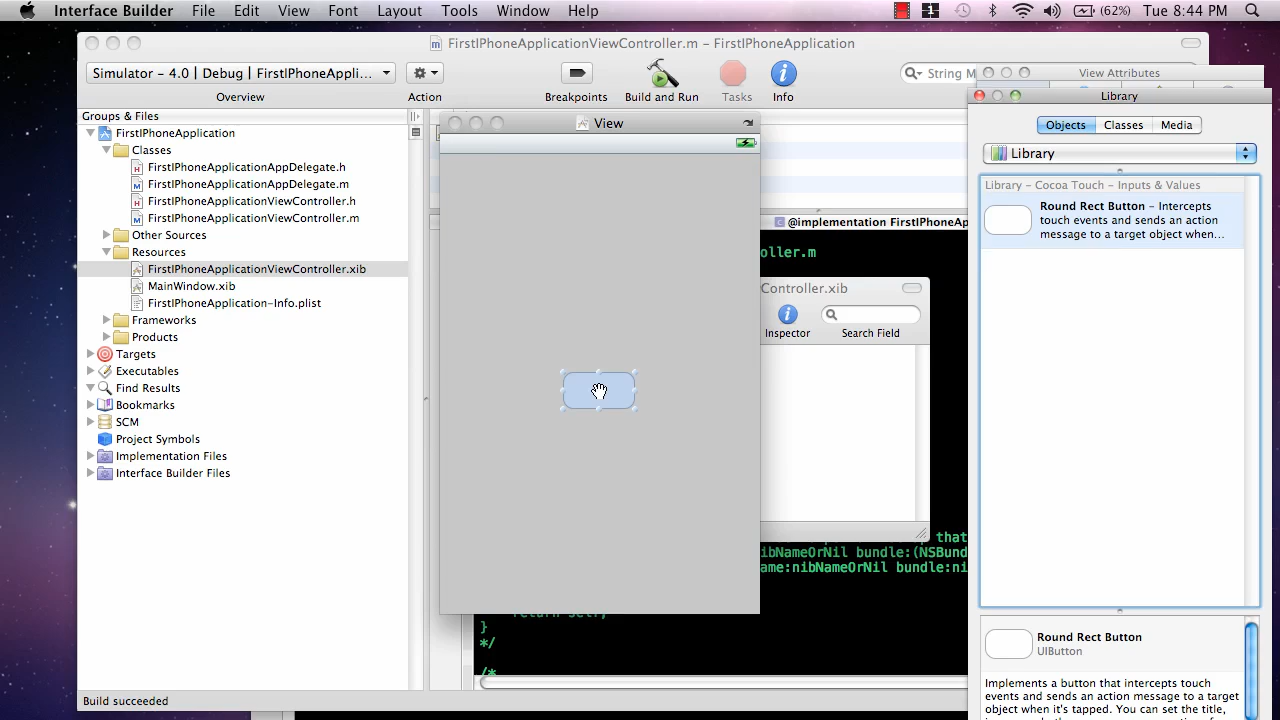 Interface Builder File Edit View Font Layout Tools Window Help 1 (62%) Tue 8:44 PM
FirstIPhoneApplicationViewController.m – FirstIPhoneApplication
Simulator – 4.0 | Debug | FirstIPhoneAppli...
String M
Overview Action Breakpoints Build and Run Tasks Info
Groups & Files
FirstIPhoneApplication
Classes
FirstIPhoneApplicationAppDelegate.h
FirstIPhoneApplicationAppDelegate.m
FirstIPhoneApplicationViewController.h
FirstIPhoneApplicationViewController.m
Other Sources
Resources
FirstIPhoneApplicationViewController.xib
MainWindow.xib
FirstIPhoneApplication-Info.plist
Frameworks
Products
Targets
Executables
Find Results
Bookmarks
SCM
Project Symbols
Implementation Files
Interface Builder Files
Build succeeded
View
@implementation FirstIPhoneAp
oller.m
Controller.xib
Inspector Search Field
that
ibNameOrNil bundle:(NSBund
ame:nibNameOrNil bundle:ni
}
*/
/*
View Attributes
Library
Objects Classes Media
Library
Library – Cocoa Touch – Inputs & Values
Round Rect Button – Intercepts
touch events and sends an action
message to a target object when...
Round Rect Button
UIButton
Implements a button that intercepts touch
events and sends an action message to a target
object when it's tapped. You can set the title,